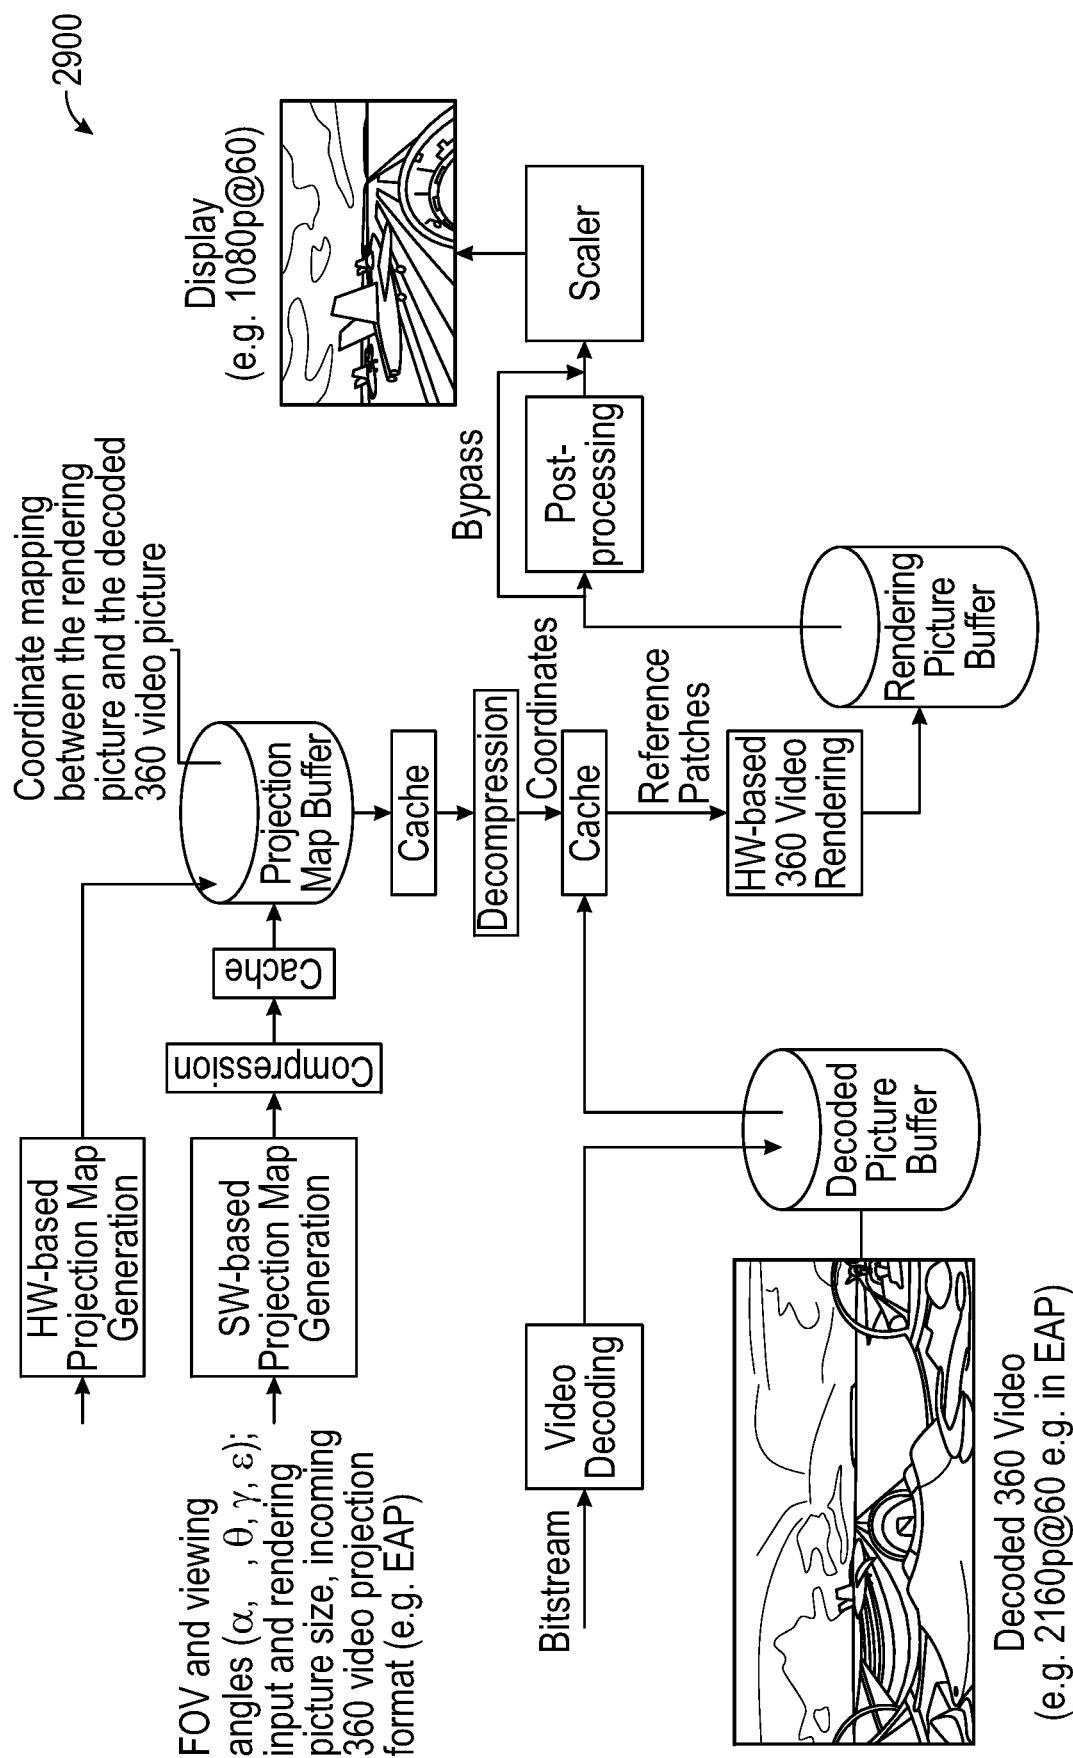 2900
Display
(e.g. 1080p@60)
Scaler
Bypass
Post-
processing
Rendering
Picture
Buffer
Coordinate mapping
between the rendering
picture and the decoded
360 video picture
Projection
Map Buffer
Cache
Decompression
Coordinates
Cache
Reference
Patches
HW-based
360 Video
Rendering
Cache
Compression
HW-based
Projection Map
Generation
SW-based
Projection Map
Generation
FOV and viewing
angles (α, , θ, γ, ε);
input and rendering
picture size, incoming
360 video projection
format (e.g. EAP)
Bitstream
Video
Decoding
Decoded
Picture
Buffer
Decoded 360 Video
(e.g. 2160p@60 e.g. in EAP)